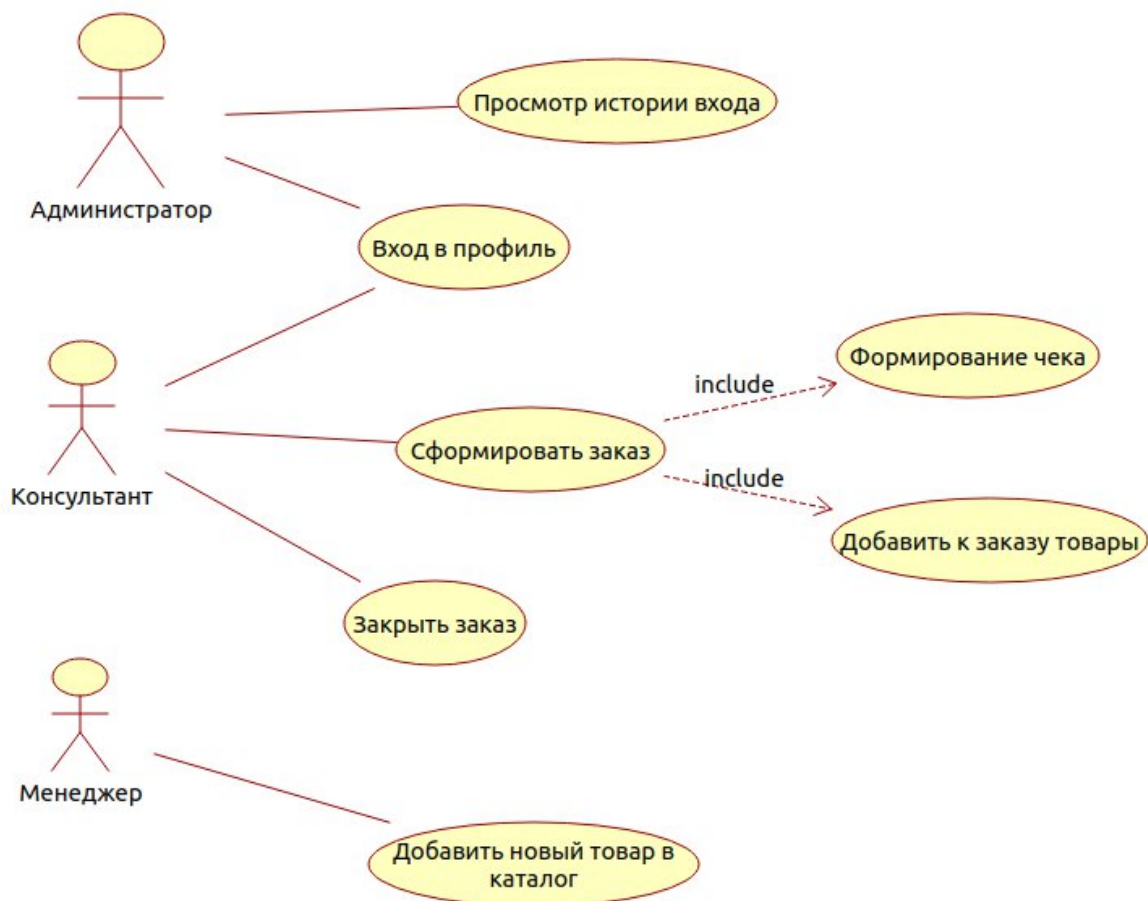 Просмотр истории входа
Администратор
Вход в профиль
Формирование чека
include
Сформировать заказ
include
Консультант
Добавить к заказу товары
Закрыть заказ
Менеджер
Добавить новый товар в
каталог